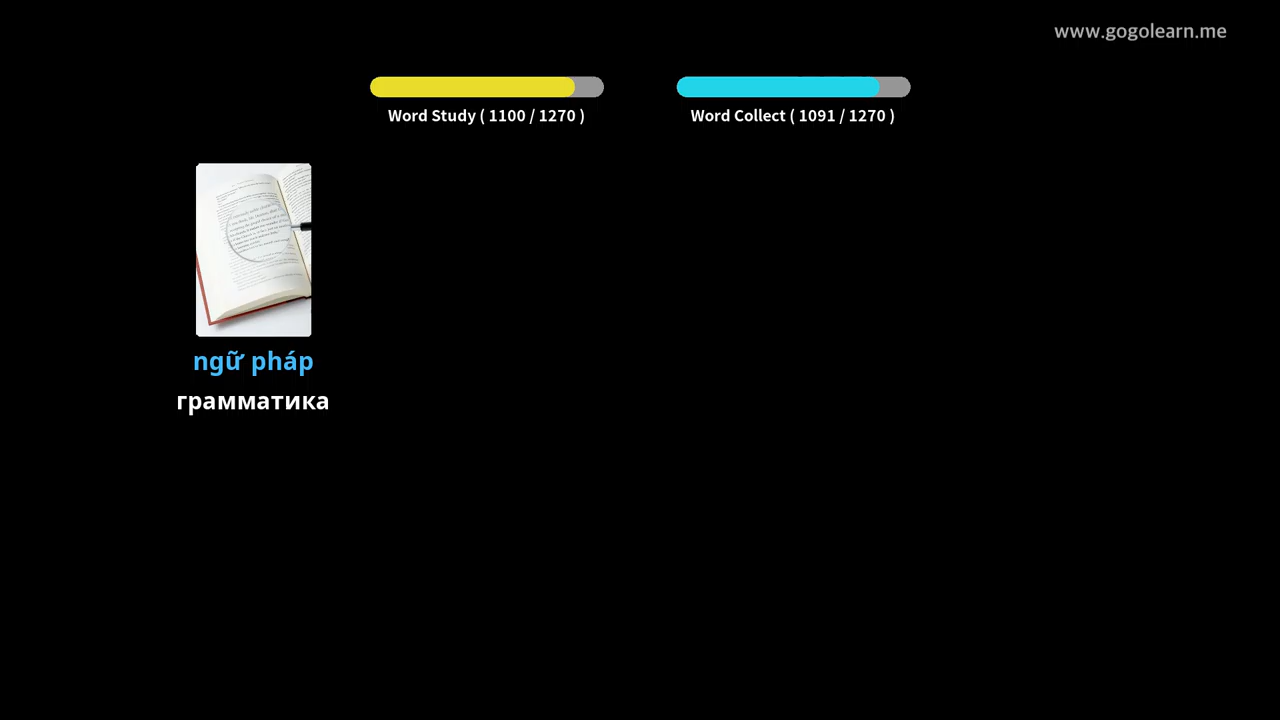 www.gogolearn.me
Word Study ( 1100 / 1270 )
Word Collect ( 1091 / 1270 )
ngữ pháp
грамматика